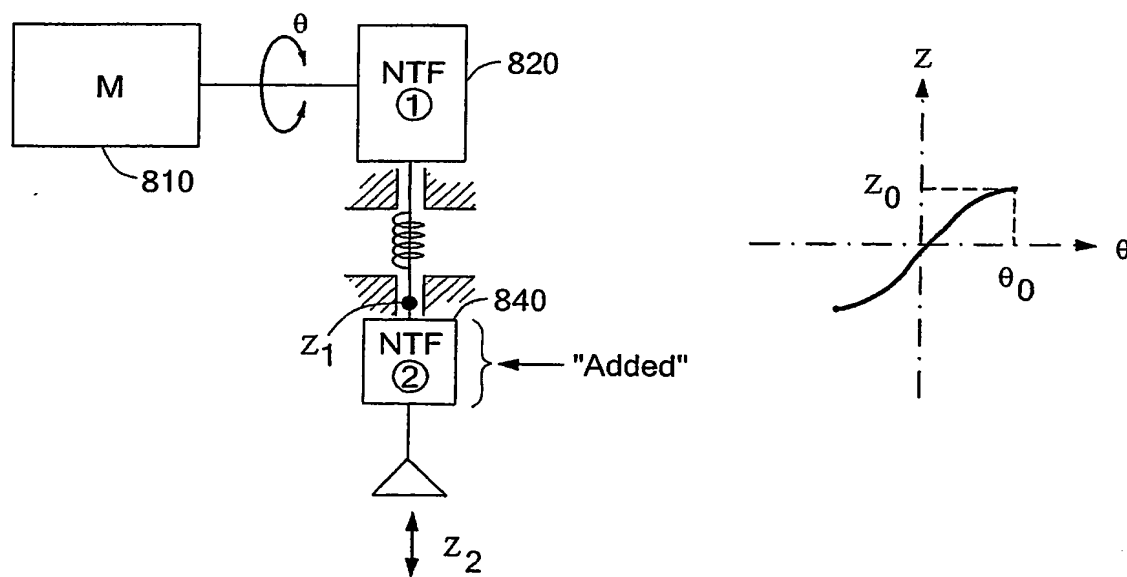 θ
M
NTF
①
820
810
Z₁
840
NTF
②
"Added"
Z₂
Z
Z₀
θ
θ₀